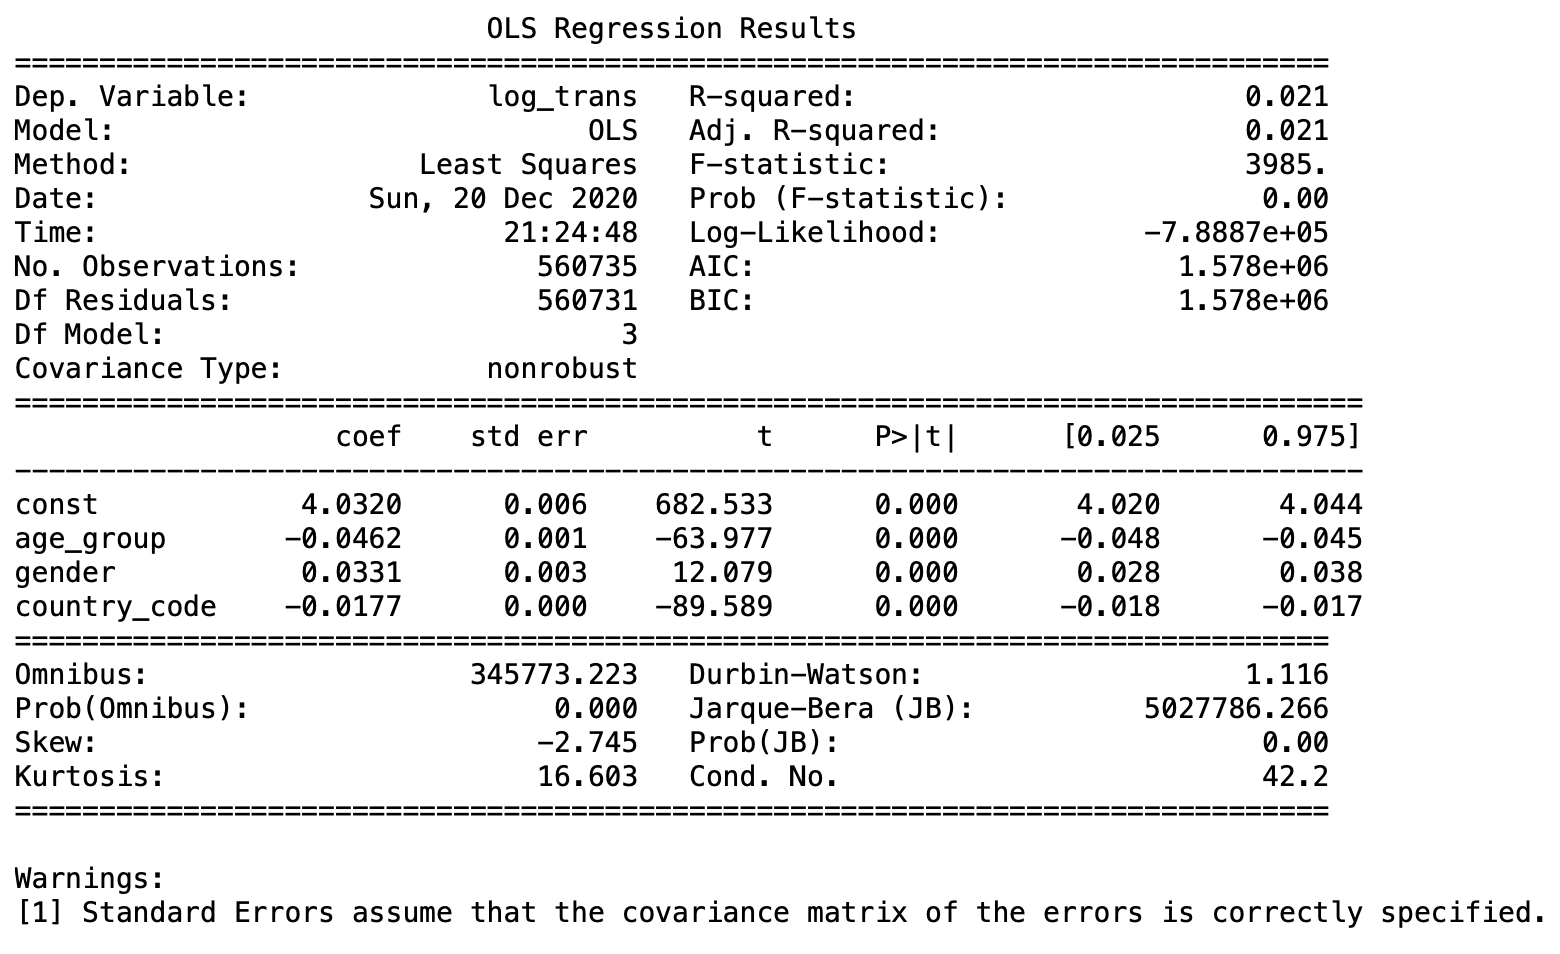 OLS Regression Results
==============================================================================
Dep. Variable:              log_trans   R-squared:                       0.021
Model:                            OLS   Adj. R-squared:                  0.021
Method:                 Least Squares   F-statistic:                     3985.
Date:                Sun, 20 Dec 2020   Prob (F-statistic):               0.00
Time:                        21:24:48   Log-Likelihood:            -7.8887e+05
No. Observations:              560735   AIC:                         1.578e+06
Df Residuals:                  560731   BIC:                         1.578e+06
Df Model:                           3
Covariance Type:            nonrobust
================================================================================
                   coef    std err          t      P>|t|      [0.025      0.975]
--------------------------------------------------------------------------------
const            4.0320      0.006    682.533      0.000       4.020       4.044
age_group       -0.0462      0.001    -63.977      0.000      -0.048      -0.045
gender           0.0331      0.003     12.079      0.000       0.028       0.038
country_code    -0.0177      0.000    -89.589      0.000      -0.018      -0.017
==============================================================================
Omnibus:                   345773.223   Durbin-Watson:                   1.116
Prob(Omnibus):                  0.000   Jarque-Bera (JB):          5027786.266
Skew:                          -2.745   Prob(JB):                         0.00
Kurtosis:                      16.603   Cond. No.                         42.2
==============================================================================
Warnings:
[1] Standard Errors assume that the covariance matrix of the errors is correctly specified.